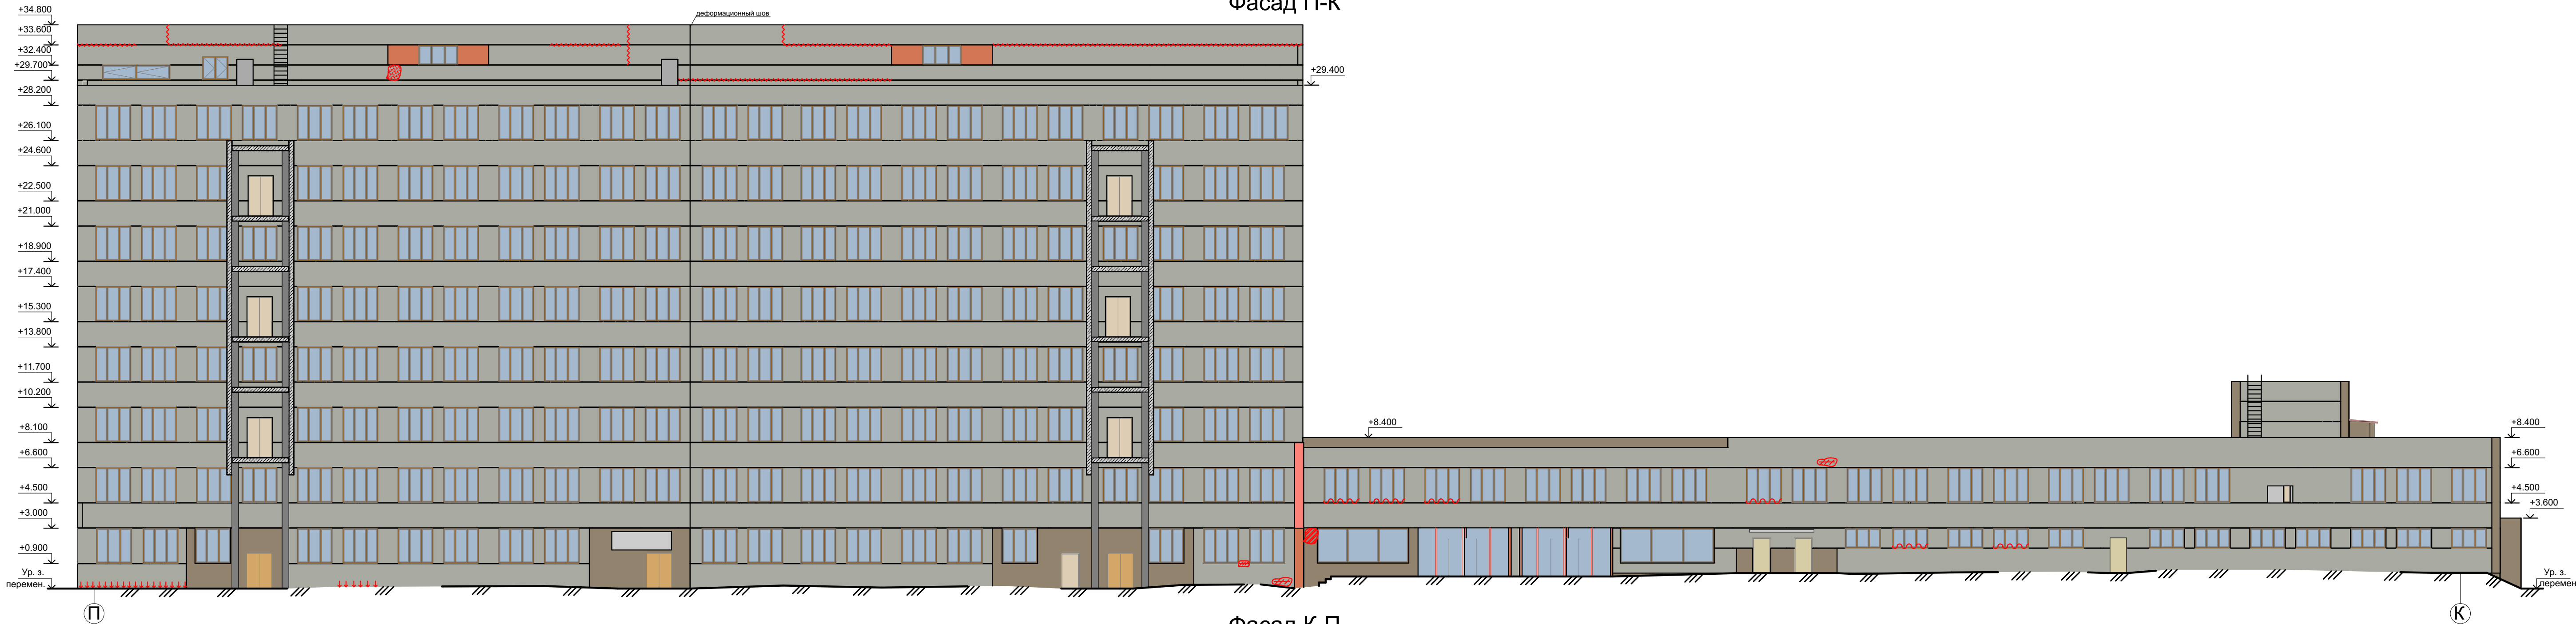 Фасад П-К
+34.800
деформационный шов
+33.600
+32.400
+29.700
+29.400
+28.200
+26.100
+24.600
+22.500
+21.000
+18.900
+17.400
+15.300
+13.800
+11.700
+10.200
+8.100
+8.400
+8.400
+6.600
+6.600
+4.500
+4.500
+3.600
+3.000
+0.900
Ур. з.
перемен.
Ур. з.
перемен
П
К
Фасад К-П